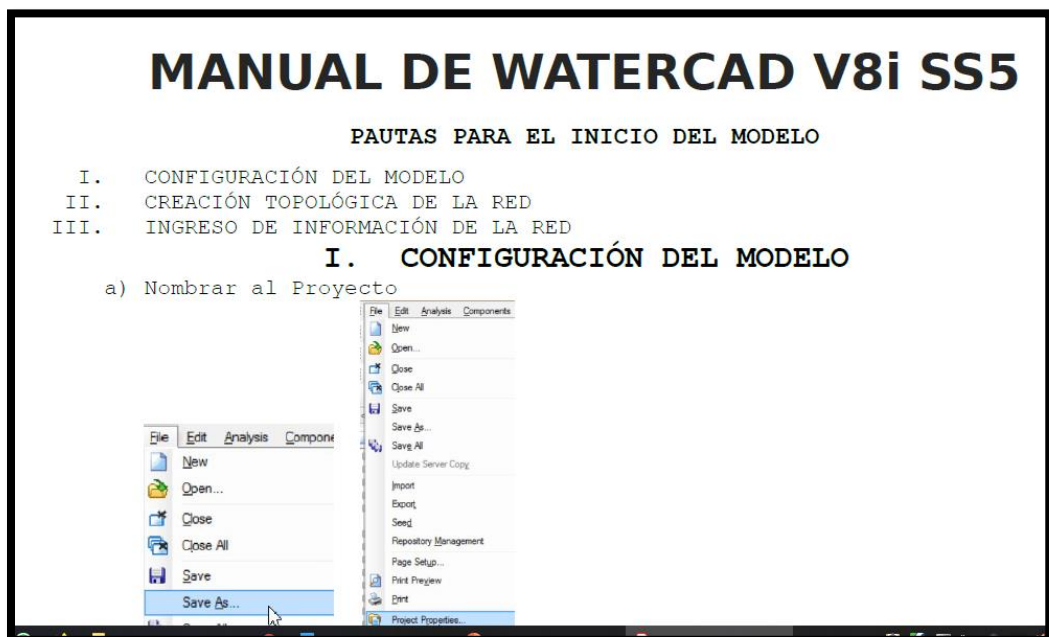 MANUAL DE WATERCAD V8i SS5
PAUTAS PARA EL INICIO DEL MODELO
I. CONFIGURACIÓN DEL MODELO
II. CREACIÓN TOPOLÓGICA DE LA RED
III. INGRESO DE INFORMACIÓN DE LA RED
I. CONFIGURACIÓN DEL MODELO
a) Nombrar al Proyecto
File Edit Analysis Compone
New
Open...
Close
Close All
Save
Save As...
File Edit Analysis Components
New
Open...
Close
Close All
Save
Save As...
Save All
Update Server Copy
Import
Export
Seed
Repository Management
Page Setup...
Print Preview
Print
Project Properties...